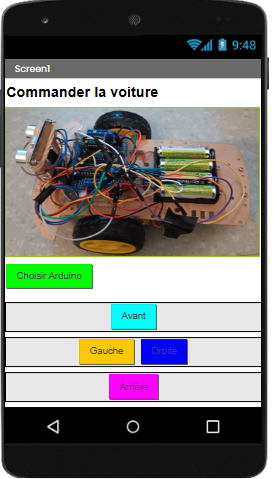 9:48
Screen1
Commander la voiture
Choisir Arduino
Avant
Gauche Droite
Arrière